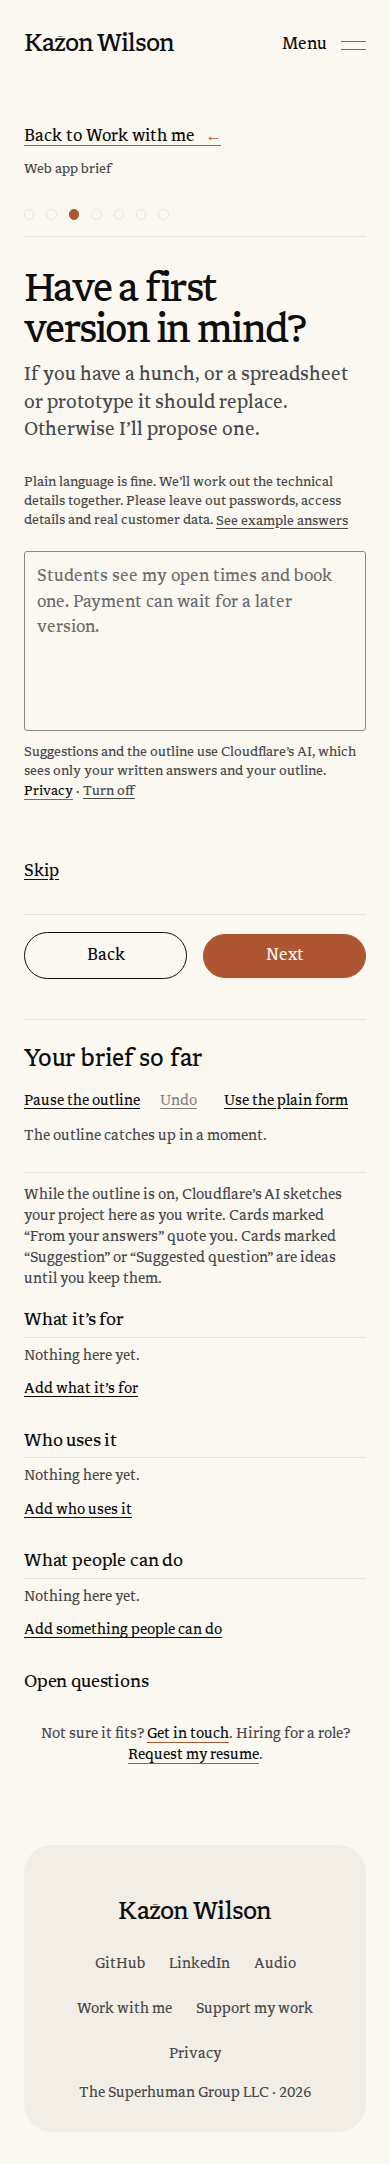 Kažon Wilson
Menu
Back to Work with me ←
Web app brief
Have a first
version in mind?
If you have a hunch, or a spreadsheet
or prototype it should replace.
Otherwise I’ll propose one.
Plain language is fine. We’ll work out the technical
details together. Please leave out passwords, access
details and real customer data. See example answers
Students see my open times and book
one. Payment can wait for a later
version.
Suggestions and the outline use Cloudflare’s AI, which
sees only your written answers and your outline.
Privacy · Turn off
Skip
Back
Next
Your brief so far
Pause the outline Undo Use the plain form
The outline catches up in a moment.
While the outline is on, Cloudflare’s AI sketches
your project here as you write. Cards marked
“From your answers” quote you. Cards marked
“Suggestion” or “Suggested question” are ideas
until you keep them.
What it’s for
Nothing here yet.
Add what it’s for
Who uses it
Nothing here yet.
Add who uses it
What people can do
Nothing here yet.
Add something people can do
Open questions
Not sure it fits? Get in touch. Hiring for a role?
Request my resume.
Kažon Wilson
GitHub LinkedIn Audio
Work with me Support my work
Privacy
The Superhuman Group LLC · 2026